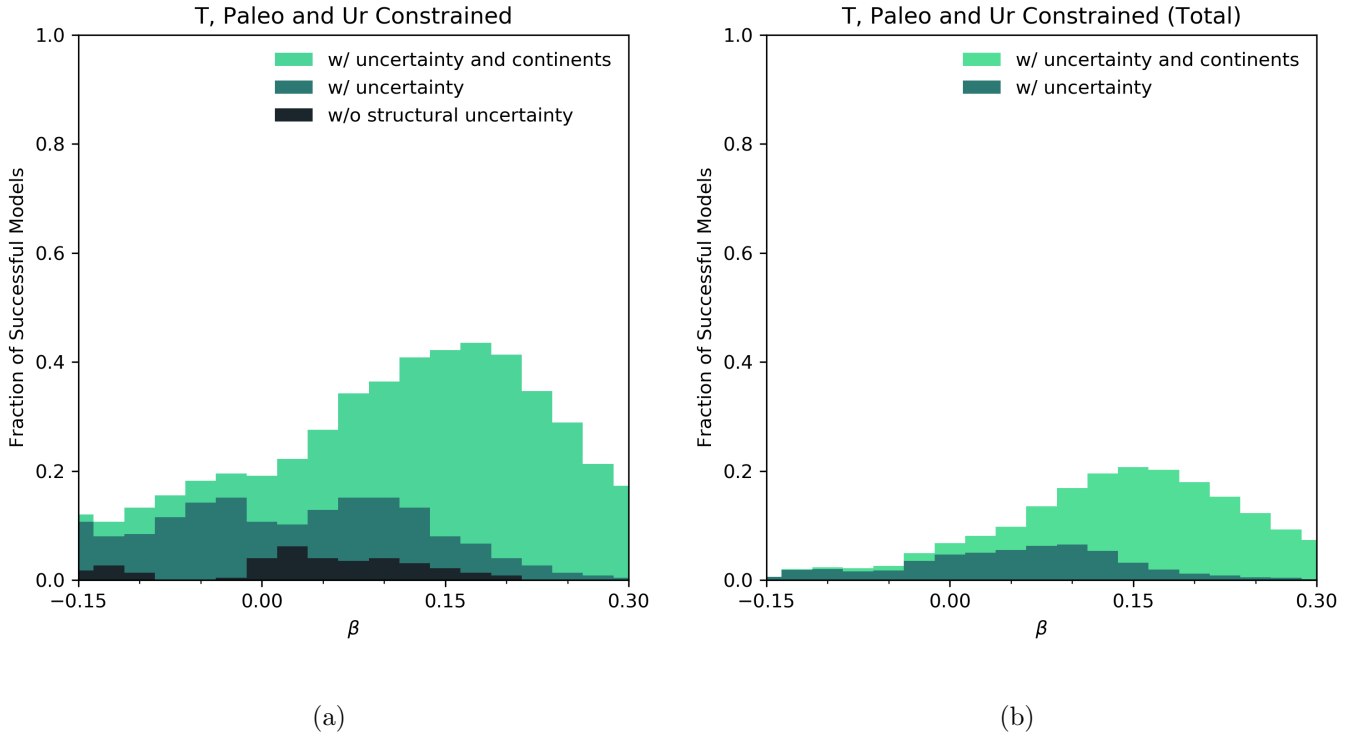 T, Paleo and Ur Constrained
1.0
0.8
0.6
0.4
0.2
0.0
Fraction of Successful Models
w/ uncertainty and continents
w/ uncertainty
w/o structural uncertainty
−0.15
0.00
0.15
0.30
β
(a)
T, Paleo and Ur Constrained (Total)
1.0
0.8
0.6
0.4
0.2
0.0
Fraction of Successful Models
w/ uncertainty and continents
w/ uncertainty
−0.15
0.00
0.15
0.30
β
(b)